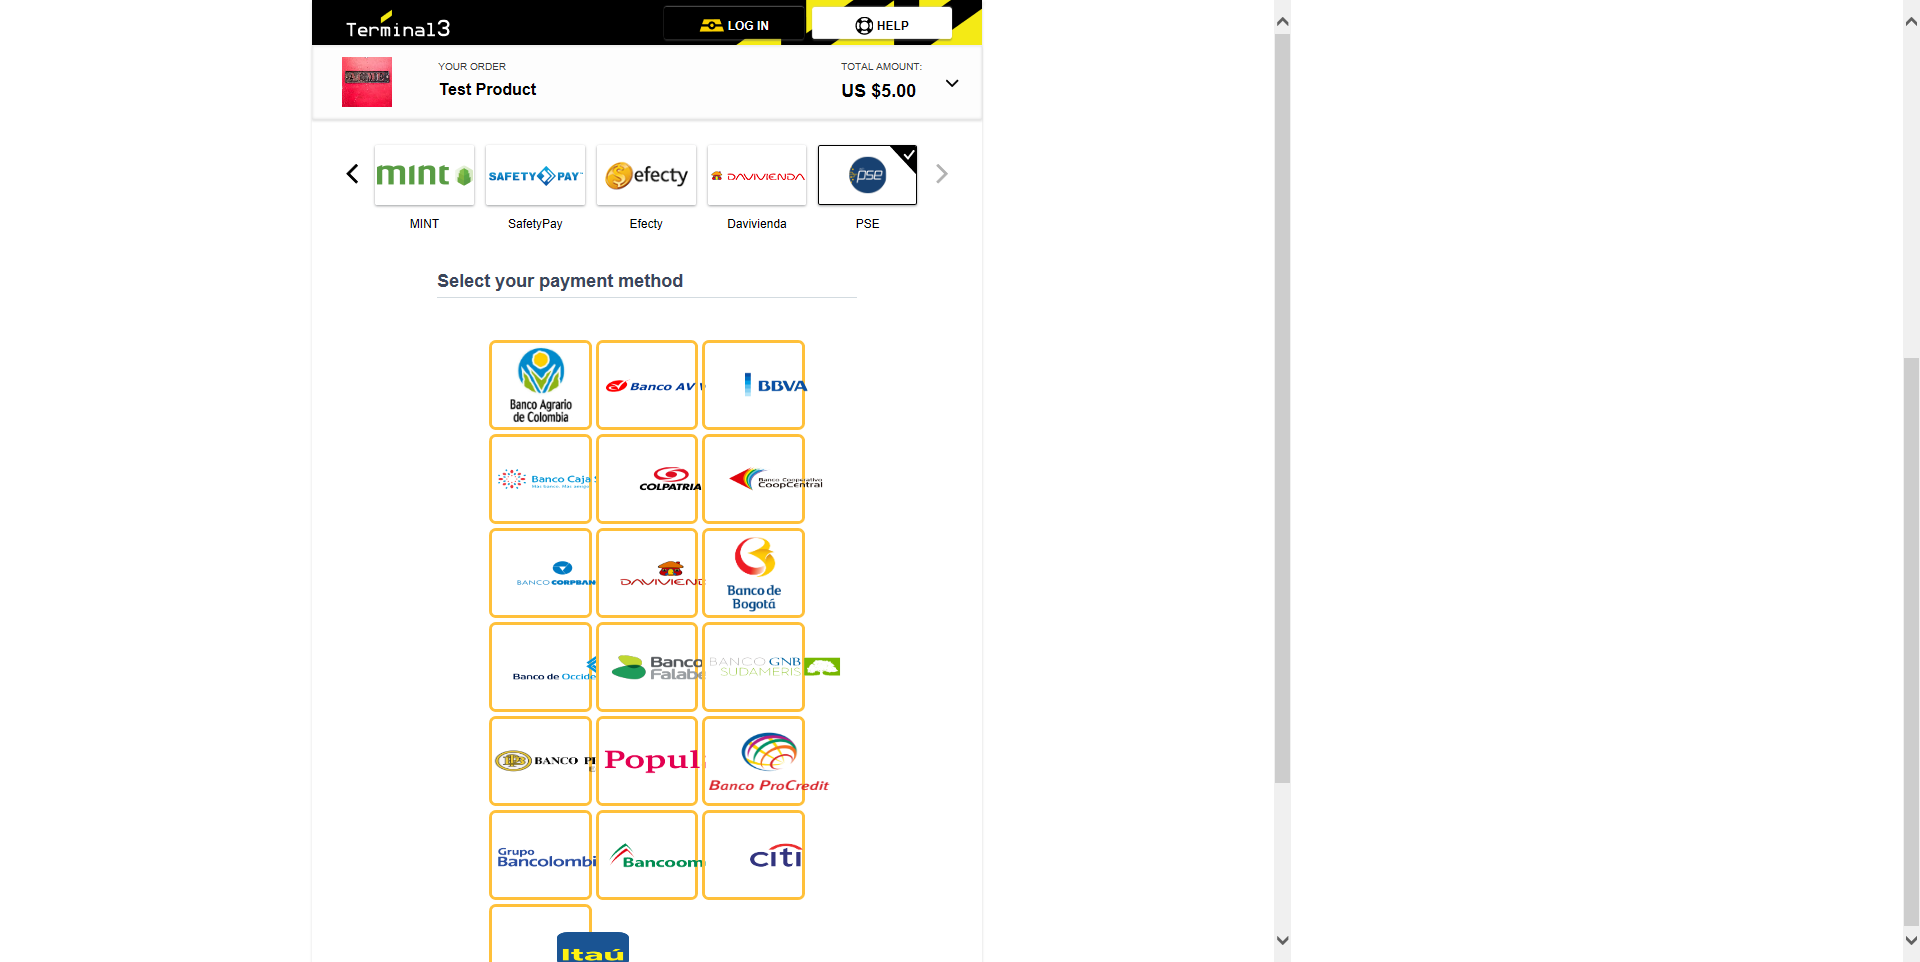 Terminal3
LOG IN
HELP
YOUR ORDER
Test Product
TOTAL AMOUNT:
US $5.00
mint
SAFETY PAY
efecty
DAVIVIENDA
pse
MINT
SafetyPay
Efecty
Davivienda
PSE
Select your payment method
Banco Agrario
de Colombia
Banco AV
BBVA
Banco Caja
COLPATRIA
Banco Cooperativo
CoopCentral
BANCO CORPBAN
DAVIVIEND
Banco de
Bogotá
Banco de Occide
Banco
Falabe
BANCO GNB
SUDAMERIS
BANCO PI
Popul
Banco ProCredit
Grupo
Bancolombi
Bancoom
citi
Itaú